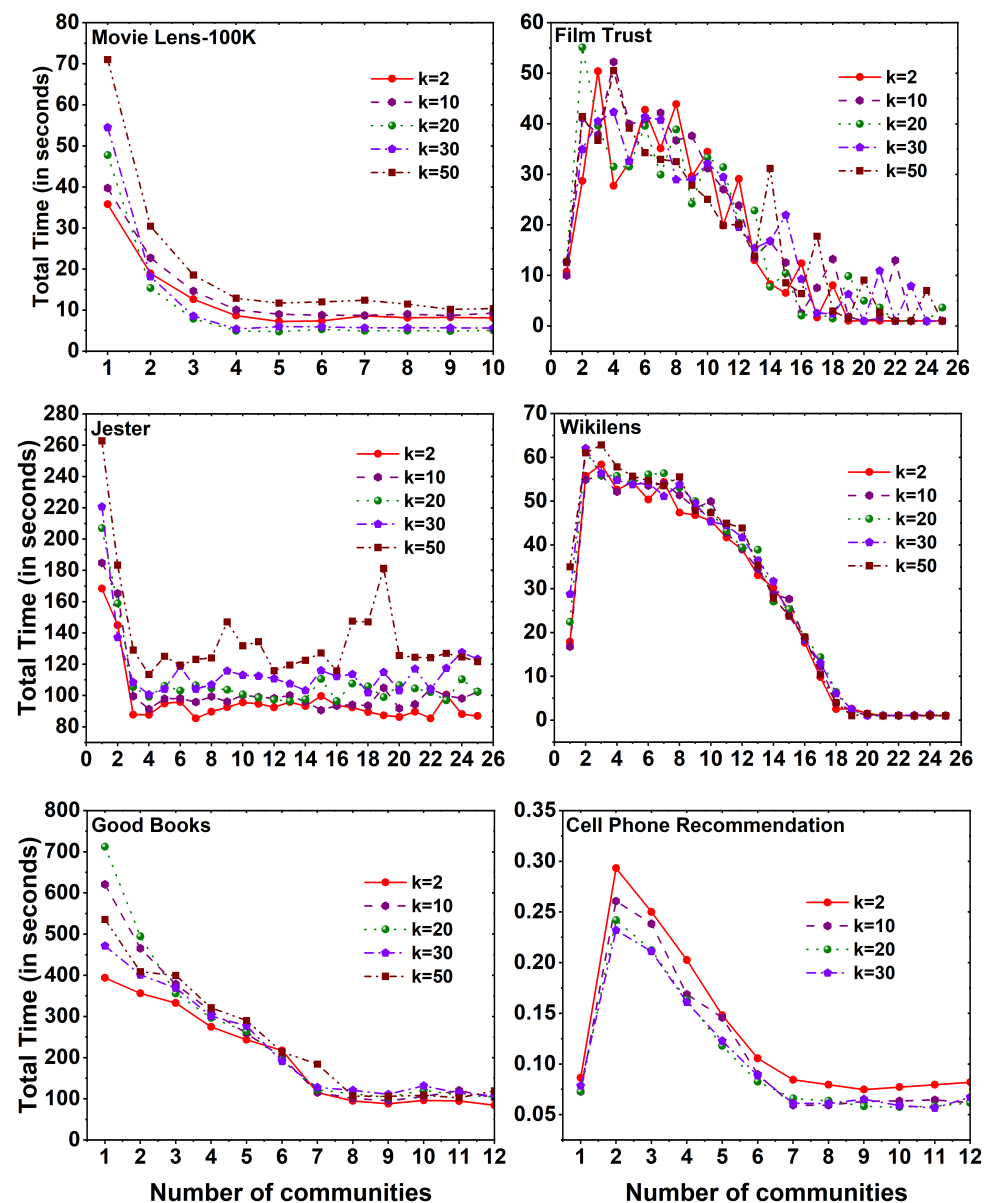 Movie Lens-100K
Total Time (in seconds)
80
70
60
50
40
30
20
10
0
1 2 3 4 5 6 7 8 9 10
k=2
k=10
k=20
k=30
k=50
Film Trust
60
50
40
30
20
10
0
0 2 4 6 8 10 12 14 16 18 20 22 24 26
k=2
k=10
k=20
k=30
k=50
Jester
Total Time (in seconds)
280
260
240
220
200
180
160
140
120
100
80
0 2 4 6 8 10 12 14 16 18 20 22 24 26
k=2
k=10
k=20
k=30
k=50
Wikilens
70
60
50
40
30
20
10
0
0 2 4 6 8 10 12 14 16 18 20 22 24 26
k=2
k=10
k=20
k=30
k=50
Good Books
Total Time (in seconds)
800
700
600
500
400
300
200
100
0
1 2 3 4 5 6 7 8 9 10 11 12
k=2
k=10
k=20
k=30
k=50
Number of communities
Cell Phone Recommendation
0.35
0.30
0.25
0.20
0.15
0.10
0.05
1 2 3 4 5 6 7 8 9 10 11 12
k=2
k=10
k=20
k=30
Number of communities